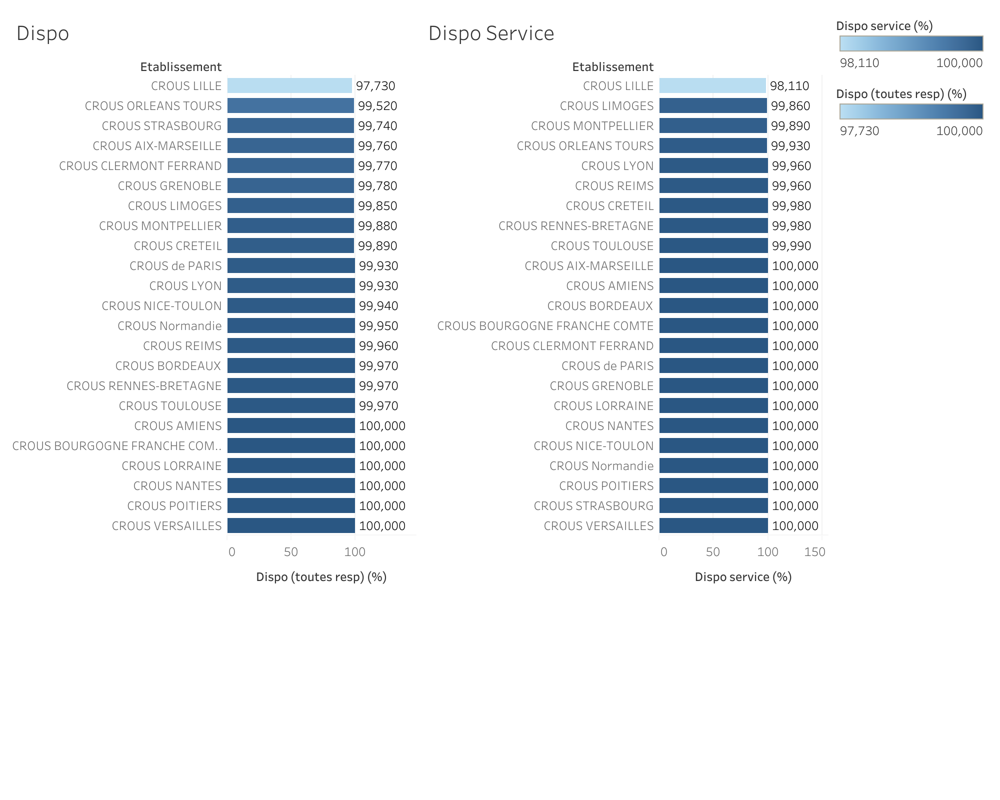 Dispo
Etablissement
CROUS LILLE 97,730
CROUS ORLEANS TOURS 99,520
CROUS STRASBOURG 99,740
CROUS AIX-MARSEILLE 99,760
CROUS CLERMONT FERRAND 99,770
CROUS GRENOBLE 99,780
CROUS LIMOGES 99,850
CROUS MONTPELLIER 99,880
CROUS CRETEIL 99,890
CROUS de PARIS 99,930
CROUS LYON 99,930
CROUS NICE-TOULON 99,940
CROUS Normandie 99,950
CROUS REIMS 99,960
CROUS BORDEAUX 99,970
CROUS RENNES-BRETAGNE 99,970
CROUS TOULOUSE 99,970
CROUS AMIENS 100,000
CROUS BOURGOGNE FRANCHE COM.. 100,000
CROUS LORRAINE 100,000
CROUS NANTES 100,000
CROUS POITIERS 100,000
CROUS VERSAILLES 100,000
0 50 100
Dispo (toutes resp) (%)
Dispo Service
Etablissement
CROUS LILLE 98,110
CROUS LIMOGES 99,860
CROUS MONTPELLIER 99,890
CROUS ORLEANS TOURS 99,930
CROUS LYON 99,960
CROUS REIMS 99,960
CROUS CRETEIL 99,980
CROUS RENNES-BRETAGNE 99,980
CROUS TOULOUSE 99,990
CROUS AIX-MARSEILLE 100,000
CROUS AMIENS 100,000
CROUS BORDEAUX 100,000
CROUS BOURGOGNE FRANCHE COMTE 100,000
CROUS CLERMONT FERRAND 100,000
CROUS de PARIS 100,000
CROUS GRENOBLE 100,000
CROUS LORRAINE 100,000
CROUS NANTES 100,000
CROUS NICE-TOULON 100,000
CROUS Normandie 100,000
CROUS POITIERS 100,000
CROUS STRASBOURG 100,000
CROUS VERSAILLES 100,000
0 50 100 150
Dispo service (%)
Dispo service (%)
98,110 100,000
Dispo (toutes resp) (%)
97,730 100,000